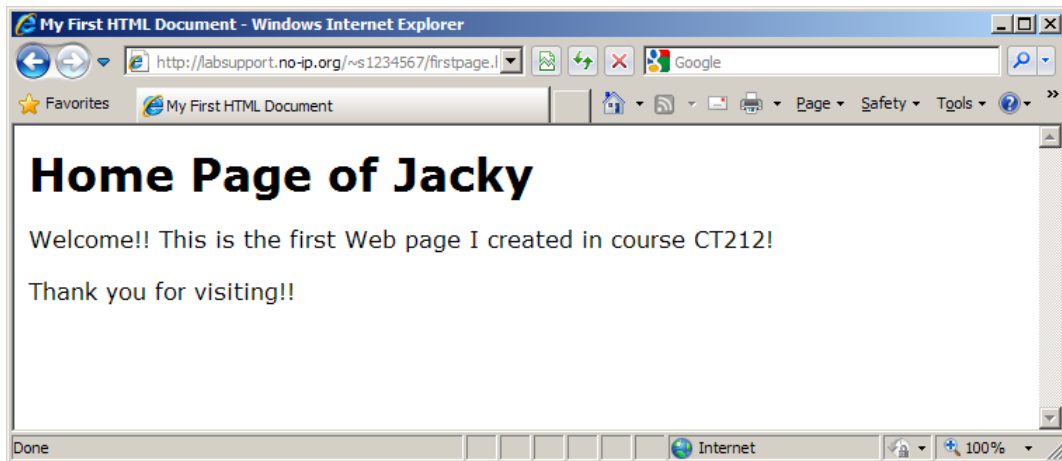 My First HTML Document - Windows Internet Explorer
http://labsupport.no-ip.org/~s1234567/firstpage.l
Google
Favorites
My First HTML Document
Page
Safety
Tools
»
Home Page of Jacky
Welcome!! This is the first Web page I created in course CT212!
Thank you for visiting!!
Done
Internet
100%